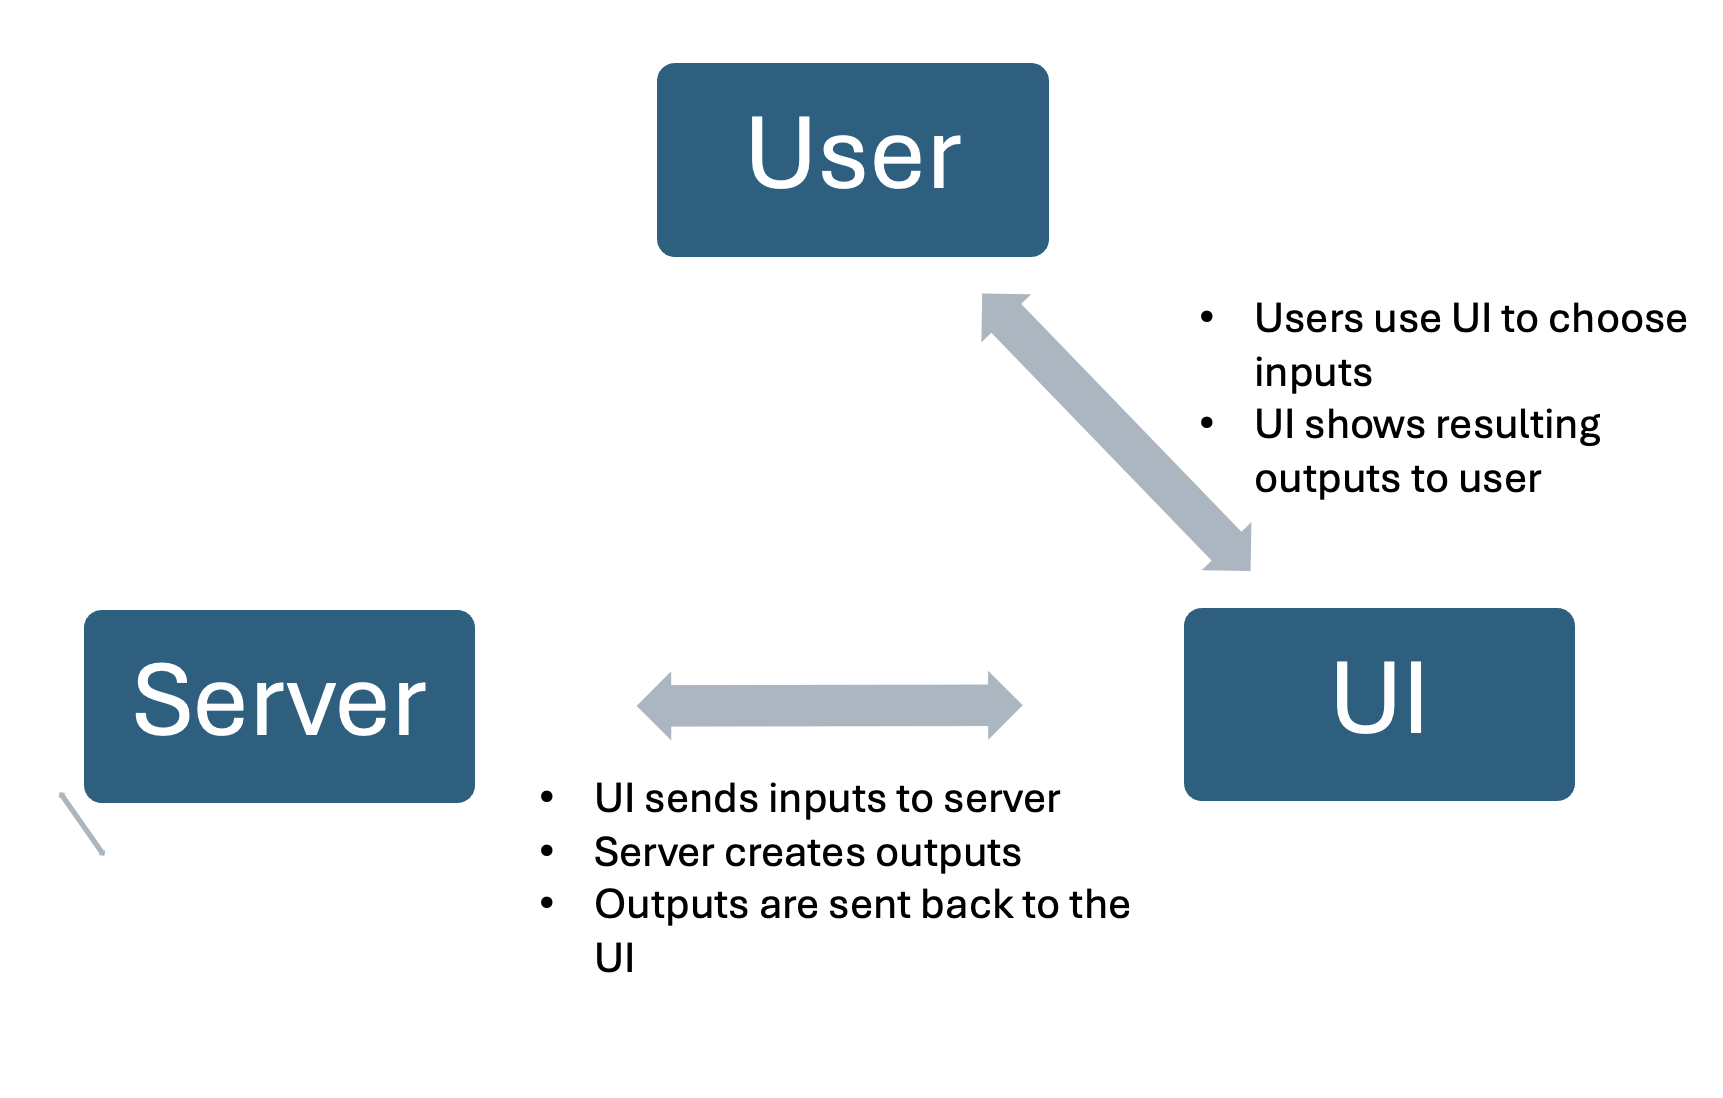 User
• Users use UI to choose
inputs
• UI shows resulting
outputs to user
Server
UI
• UI sends inputs to server
• Server creates outputs
• Outputs are sent back to the
UI